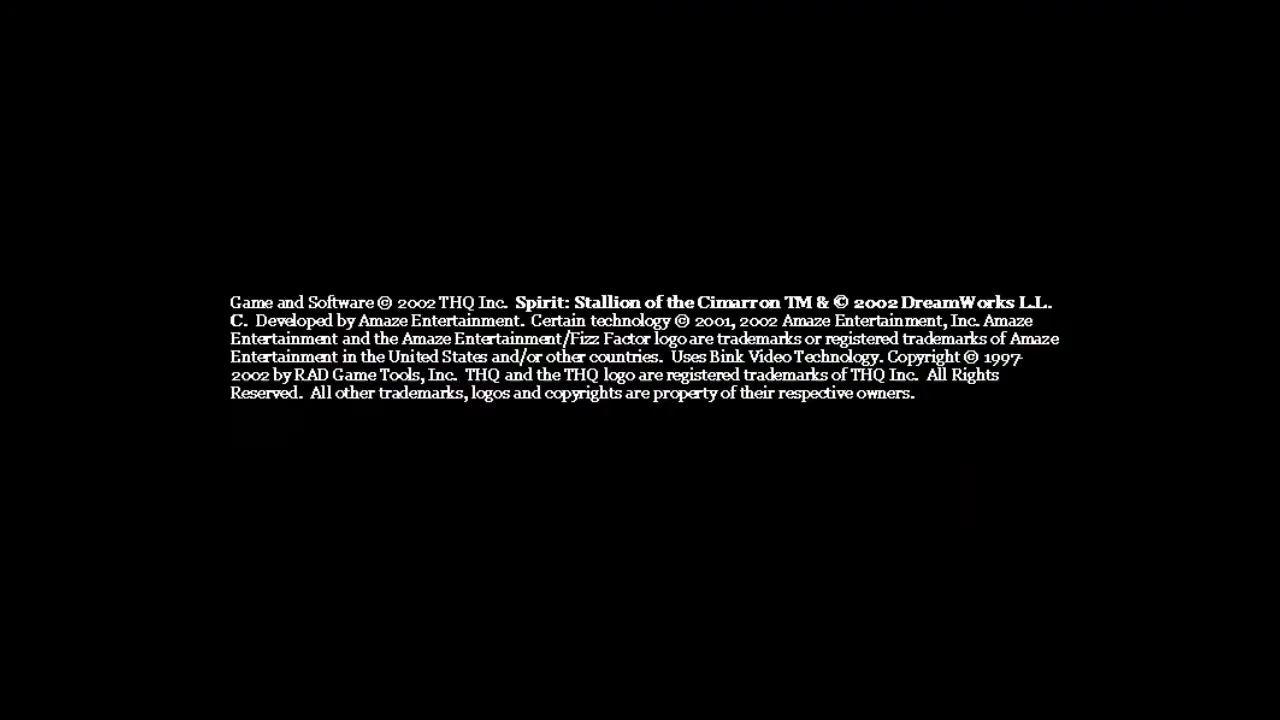 Game and Software © 2002 THQ Inc.  Spirit: Stallion of the Cimarron TM & © 2002 DreamWorks L.L.
C.  Developed by Amaze Entertainment.  Certain technology © 2001, 2002 Amaze Entertainment, Inc. Amaze
Entertainment and the Amaze Entertainment/Fizz Factor logo are trademarks or registered trademarks of Amaze
Entertainment in the United States and/or other countries.  Uses Bink Video Technology. Copyright © 1997-
2002 by RAD Game Tools, Inc.  THQ and the THQ logo are registered trademarks of THQ Inc.  All Rights
Reserved.  All other trademarks, logos and copyrights are property of their respective owners.